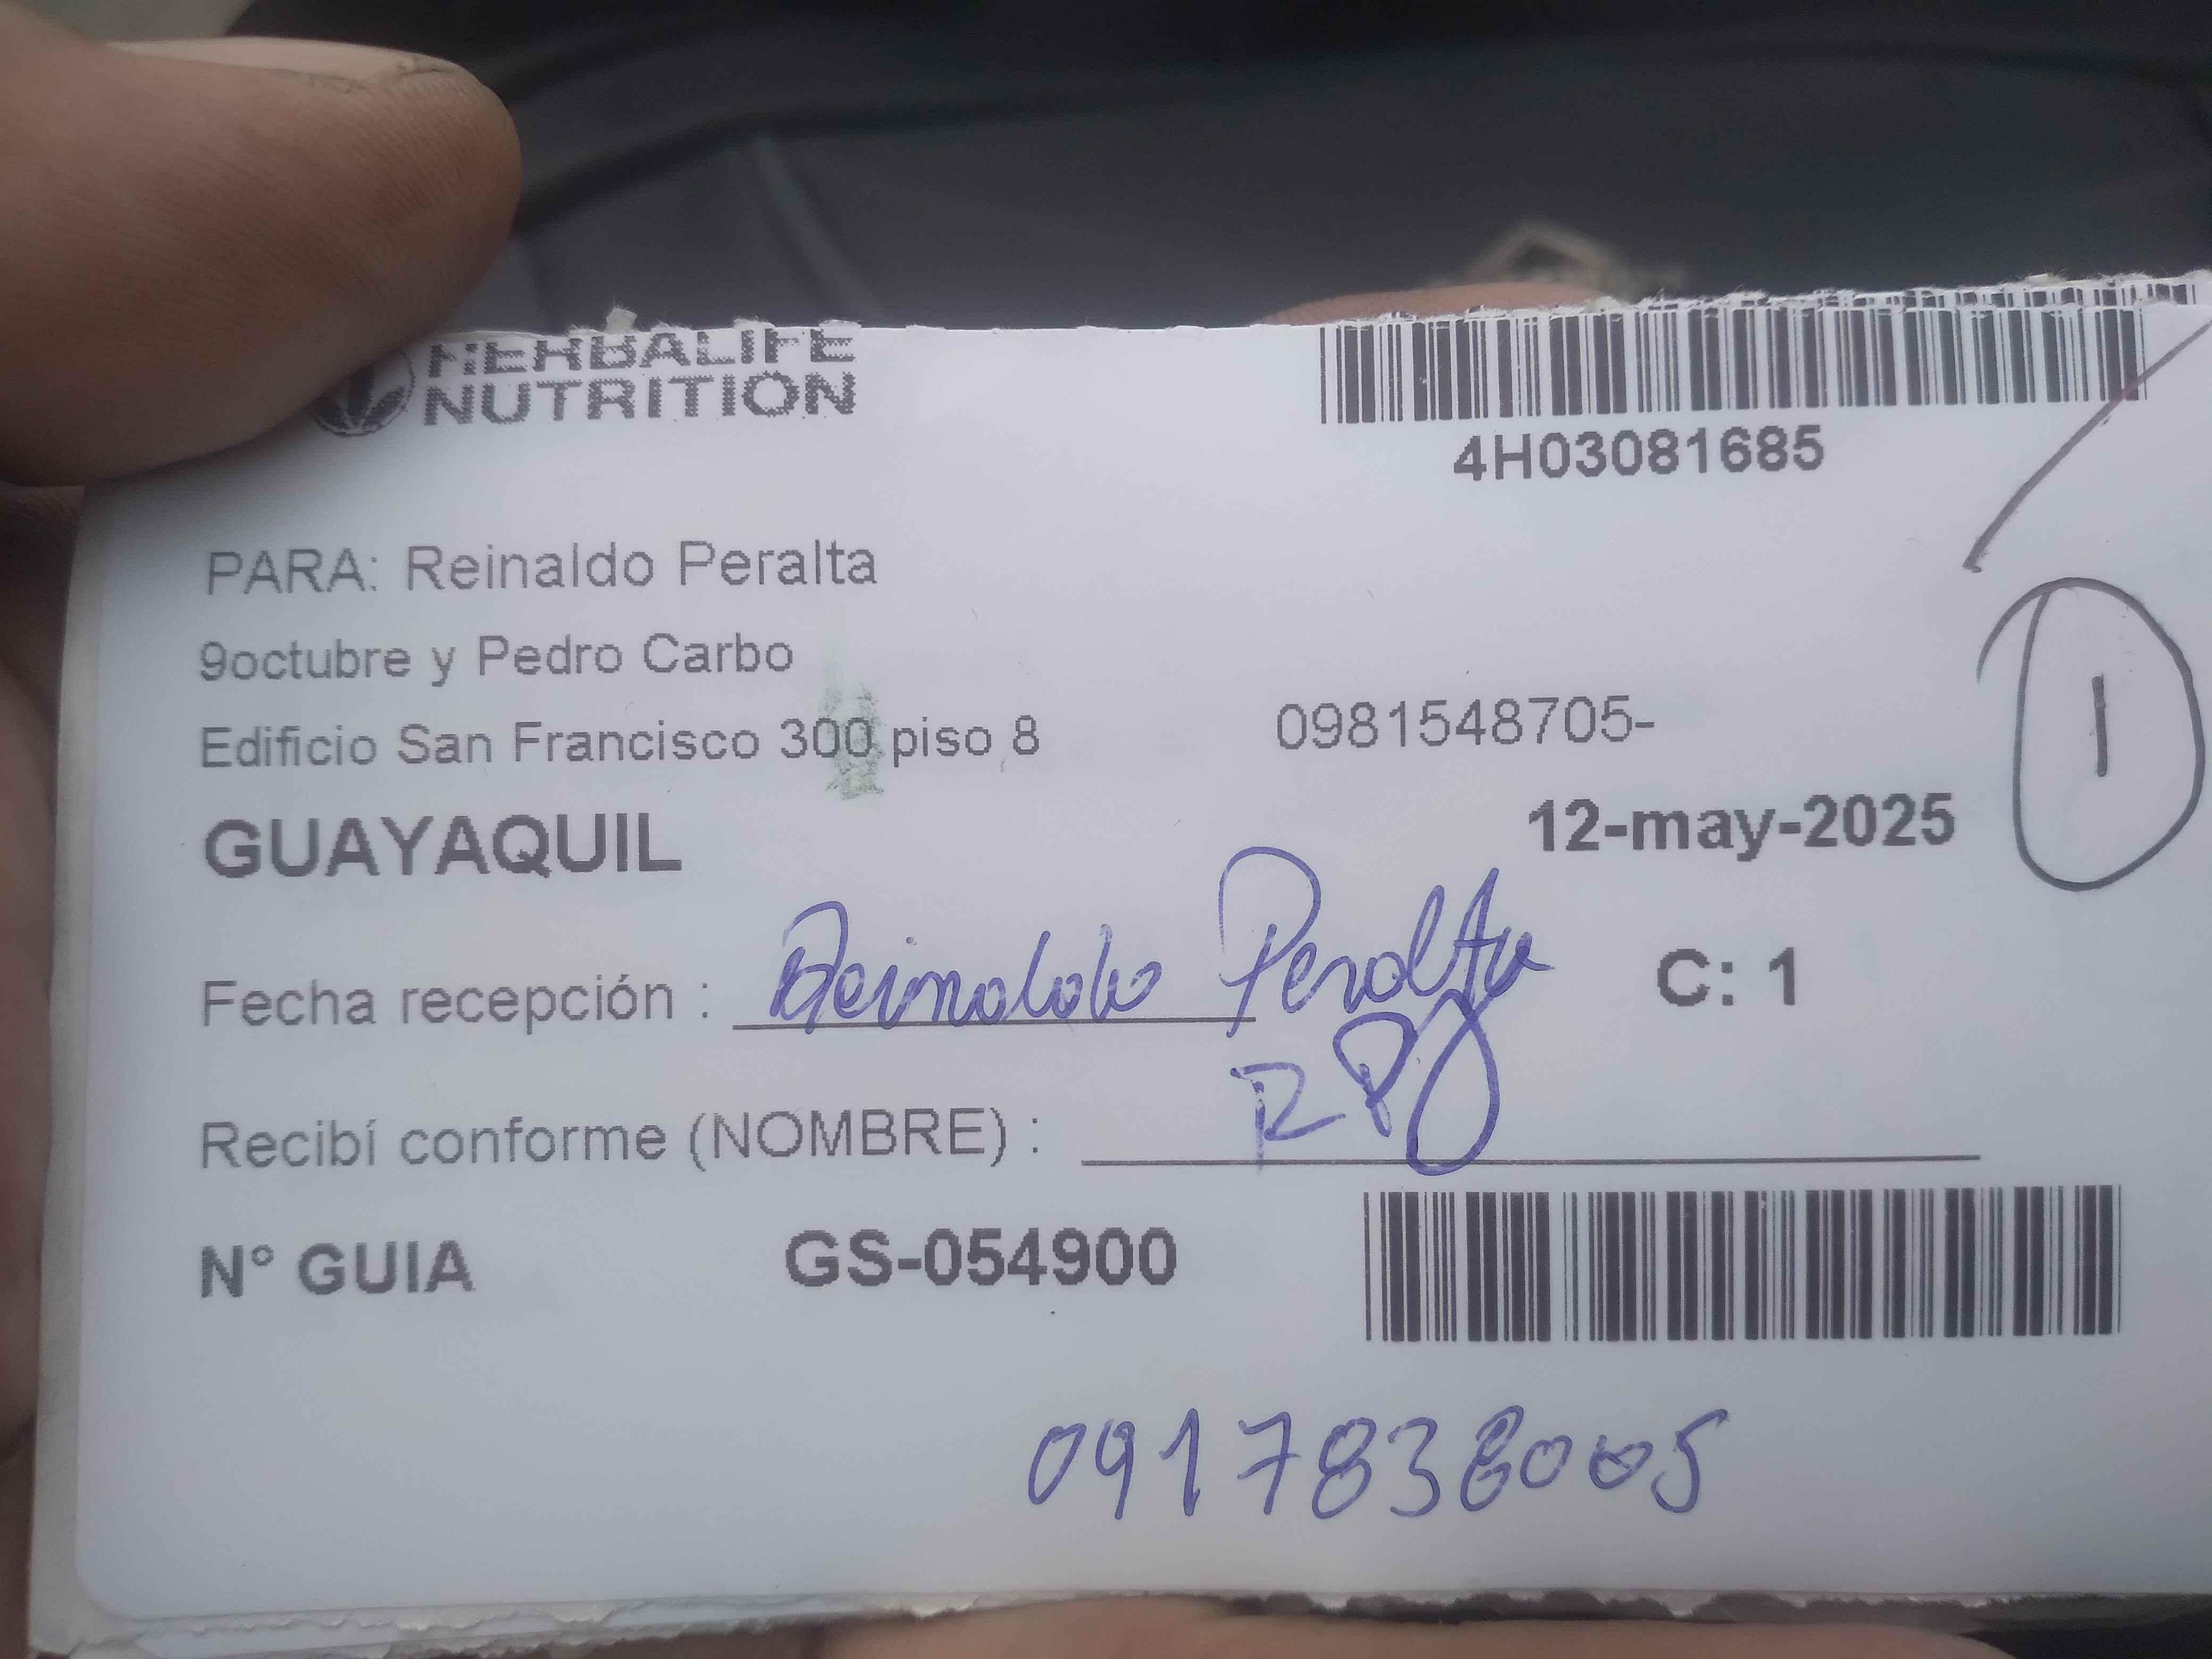 HERBALIFE
NUTRITION
4H03081685
PARA: Reinaldo Peralta
9octubre y Pedro Carbo
Edificio San Francisco 300 piso 8 0981548705-
GUAYAQUIL 12-may-2025
1
Fecha recepción : Reinaldo Peralta C: 1
RP
Recibí conforme (NOMBRE) :
N° GUIA GS-054900
0917838005